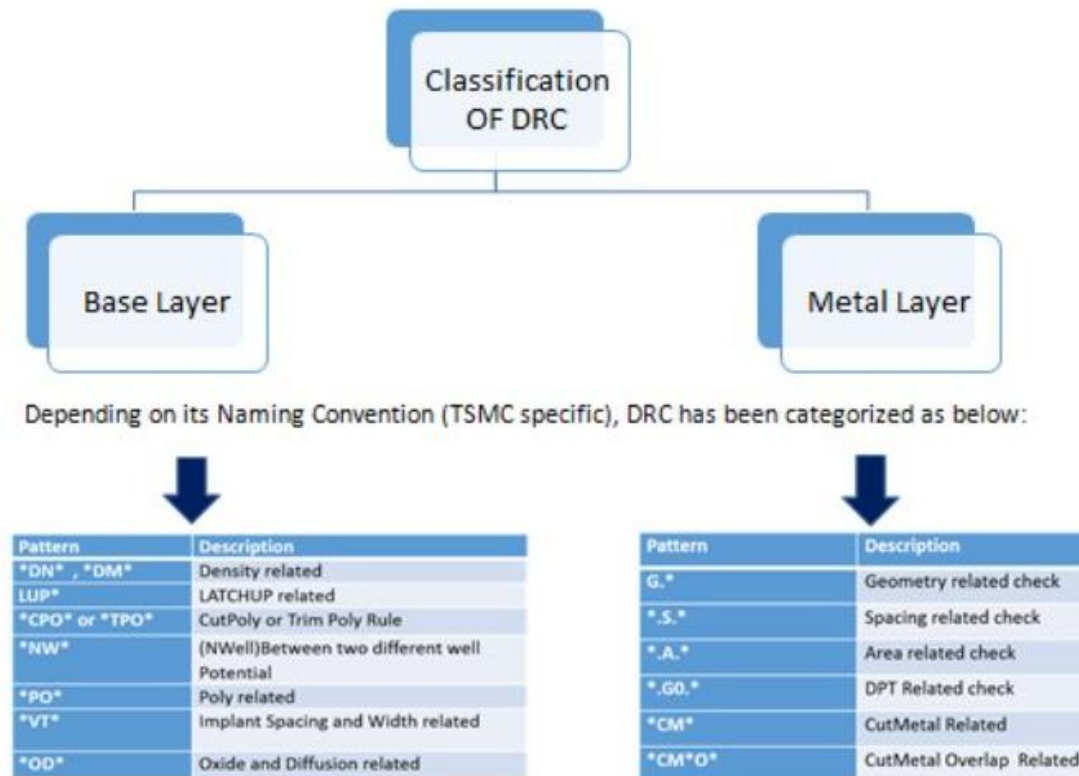 Classification
OF DRC
Base Layer
Metal Layer
Depending on its Naming Convention (TSMC specific), DRC has been categorized as below:
Pattern Description
*DN* , *DM* Density related
LUP* LATCHUP related
*CPO* or *TPO* CutPoly or Trim Poly Rule
*NW* (NWell)Between two different well
Potential
*PO* Poly related
*VT* Implant Spacing and Width related
*OD* Oxide and Diffusion related
Pattern Description
G.* Geometry related check
*.S.* Spacing related check
*.A.* Area related check
*.G0.* DPT Related check
*CM* CutMetal Related
*CM*O* CutMetal Overlap Related